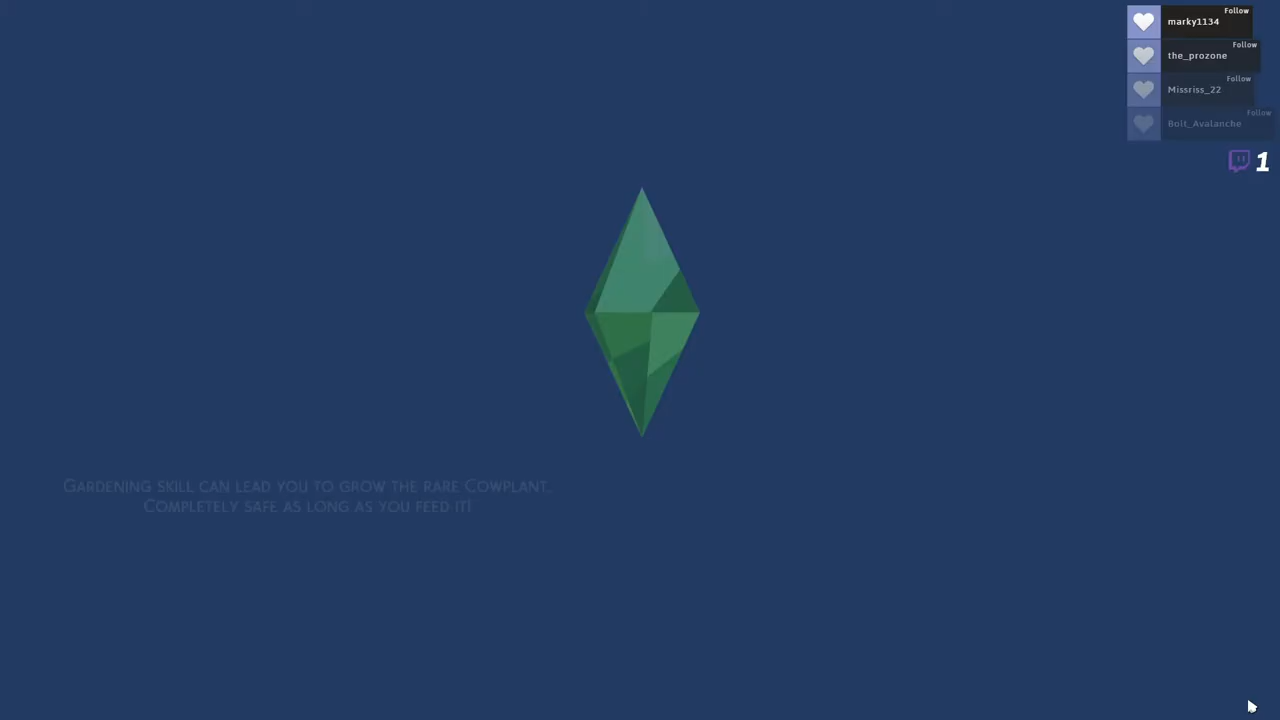 Follow
marky1134
Follow
the_prozone
Follow
Missriss_22
Follow
Bolt_Avalanche
1
GARDENING SKILL CAN LEAD YOU TO GROW THE RARE COWPLANT.
COMPLETELY SAFE AS LONG AS YOU FEED IT!